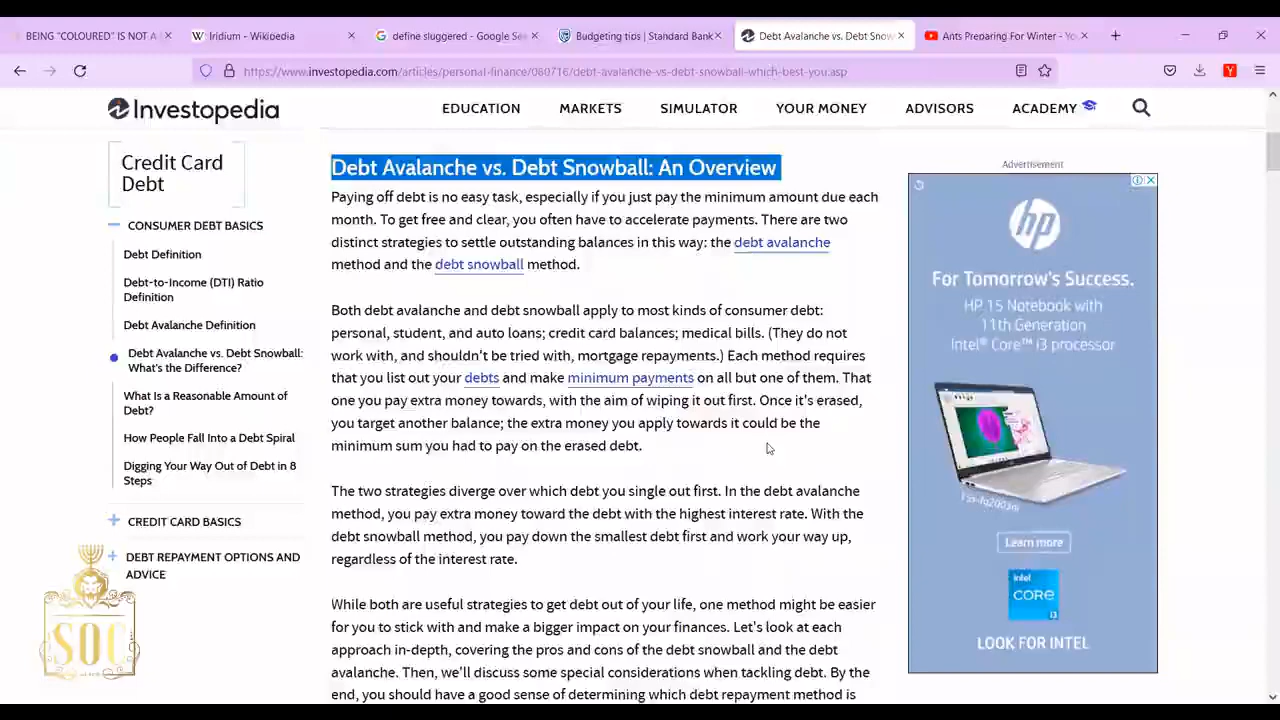 BEING "COLOURED" IS NOT A
Iridium - Wikipedia
define sluggered - Google Se
Budgeting tips | Standard Bank
Debt Avalanche vs. Debt Snow
Ants Preparing For Winter - Yo
https://www.investopedia.com/articles/personal-finance/080716/debt-avalanche-vs-debt-snowball-which-best-you.asp
Investopedia
EDUCATION
MARKETS
SIMULATOR
YOUR MONEY
ADVISORS
ACADEMY
Credit Card
Debt
CONSUMER DEBT BASICS
Debt Definition
Debt-to-Income (DTI) Ratio
Definition
Debt Avalanche Definition
Debt Avalanche vs. Debt Snowball:
What's the Difference?
What Is a Reasonable Amount of
Debt?
How People Fall Into a Debt Spiral
Digging Your Way Out of Debt in 8
Steps
CREDIT CARD BASICS
DEBT REPAYMENT OPTIONS AND
ADVICE
SOC
Debt Avalanche vs. Debt Snowball: An Overview
Paying off debt is no easy task, especially if you just pay the minimum amount due each
month. To get free and clear, you often have to accelerate payments. There are two
distinct strategies to settle outstanding balances in this way: the debt avalanche
method and the debt snowball method.
Both debt avalanche and debt snowball apply to most kinds of consumer debt:
personal, student, and auto loans; credit card balances; medical bills. (They do not
work with, and shouldn't be tried with, mortgage repayments.) Each method requires
that you list out your debts and make minimum payments on all but one of them. That
one you pay extra money towards, with the aim of wiping it out first. Once it's erased,
you target another balance; the extra money you apply towards it could be the
minimum sum you had to pay on the erased debt.
The two strategies diverge over which debt you single out first. In the debt avalanche
method, you pay extra money toward the debt with the highest interest rate. With the
debt snowball method, you pay down the smallest debt first and work your way up,
regardless of the interest rate.
While both are useful strategies to get debt out of your life, one method might be easier
for you to stick with and make a bigger impact on your finances. Let's look at each
approach in-depth, covering the pros and cons of the debt snowball and the debt
avalanche. Then, we'll discuss some special considerations when tackling debt. By the
end, you should have a good sense of determining which debt repayment method is
Advertisement
hp
For Tomorrow's Success.
HP 15 Notebook with
11th Generation
Intel® Core™ i3 processor
Learn more
intel
CORE
i3
LOOK FOR INTEL